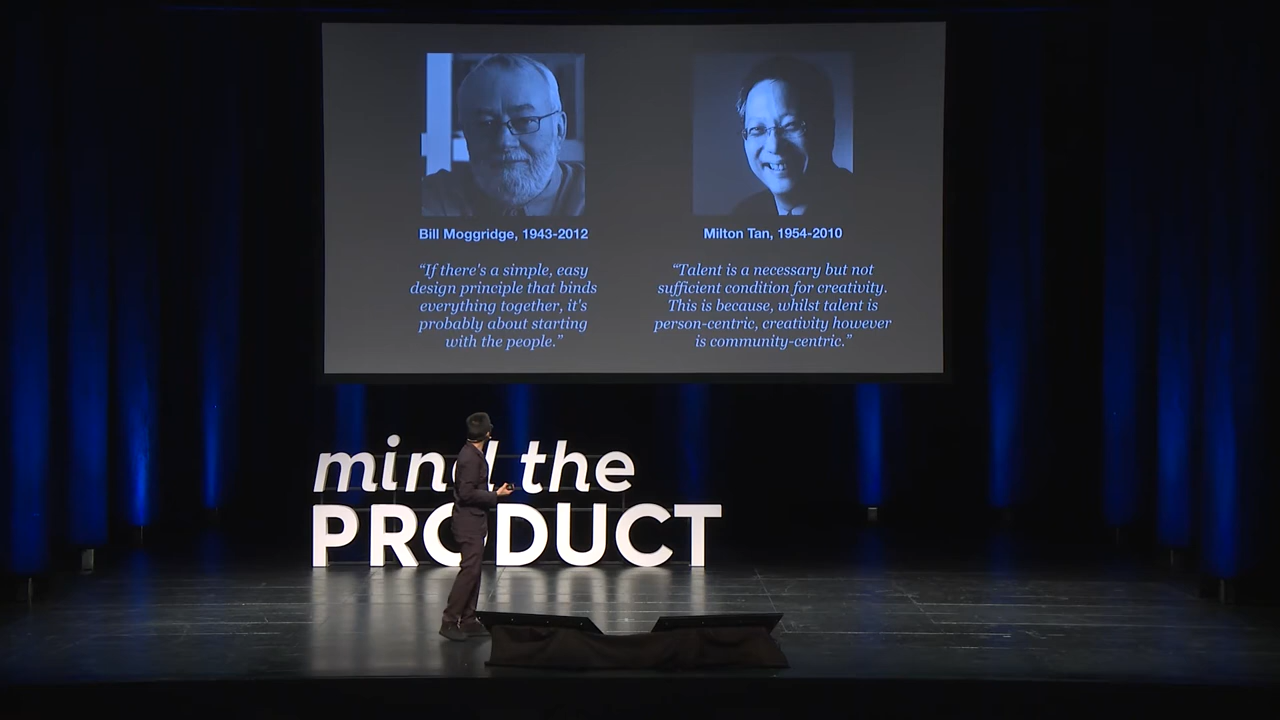 Bill Moggridge, 1943-2012
“If there's a simple, easy
design principle that binds
everything together, it's
probably about starting
with the people.”
Milton Tan, 1954-2010
“Talent is a necessary but not
sufficient condition for creativity.
This is because, whilst talent is
person-centric, creativity however
is community-centric.”
mind the
PRODUCT